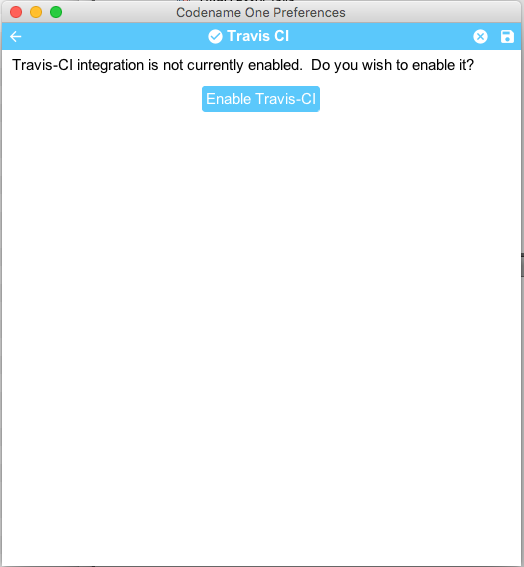 Codename One Preferences
Travis CI
Travis-CI integration is not currently enabled.  Do you wish to enable it?
Enable Travis-CI